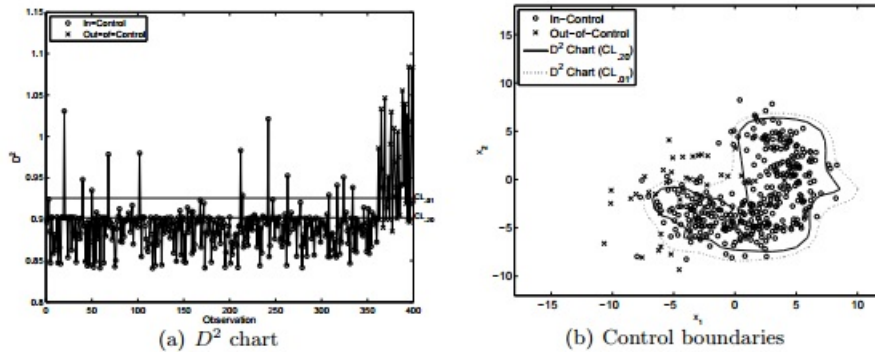 1.15
In-Control
Out-of-Control
1.1
1.05
D²
1
0.95
CL.01
0.9
CL.20
0.85
0.8
0 50 100 150 200 250 300 350 400
Observation
(a) D² chart
20
In-Control
Out-of-Control
15
D² Chart (CL.20)
D² Chart (CL.01)
10
5
x₂
0
−5
−10
−15 −10 −5 0 5 10
x₁
(b) Control boundaries